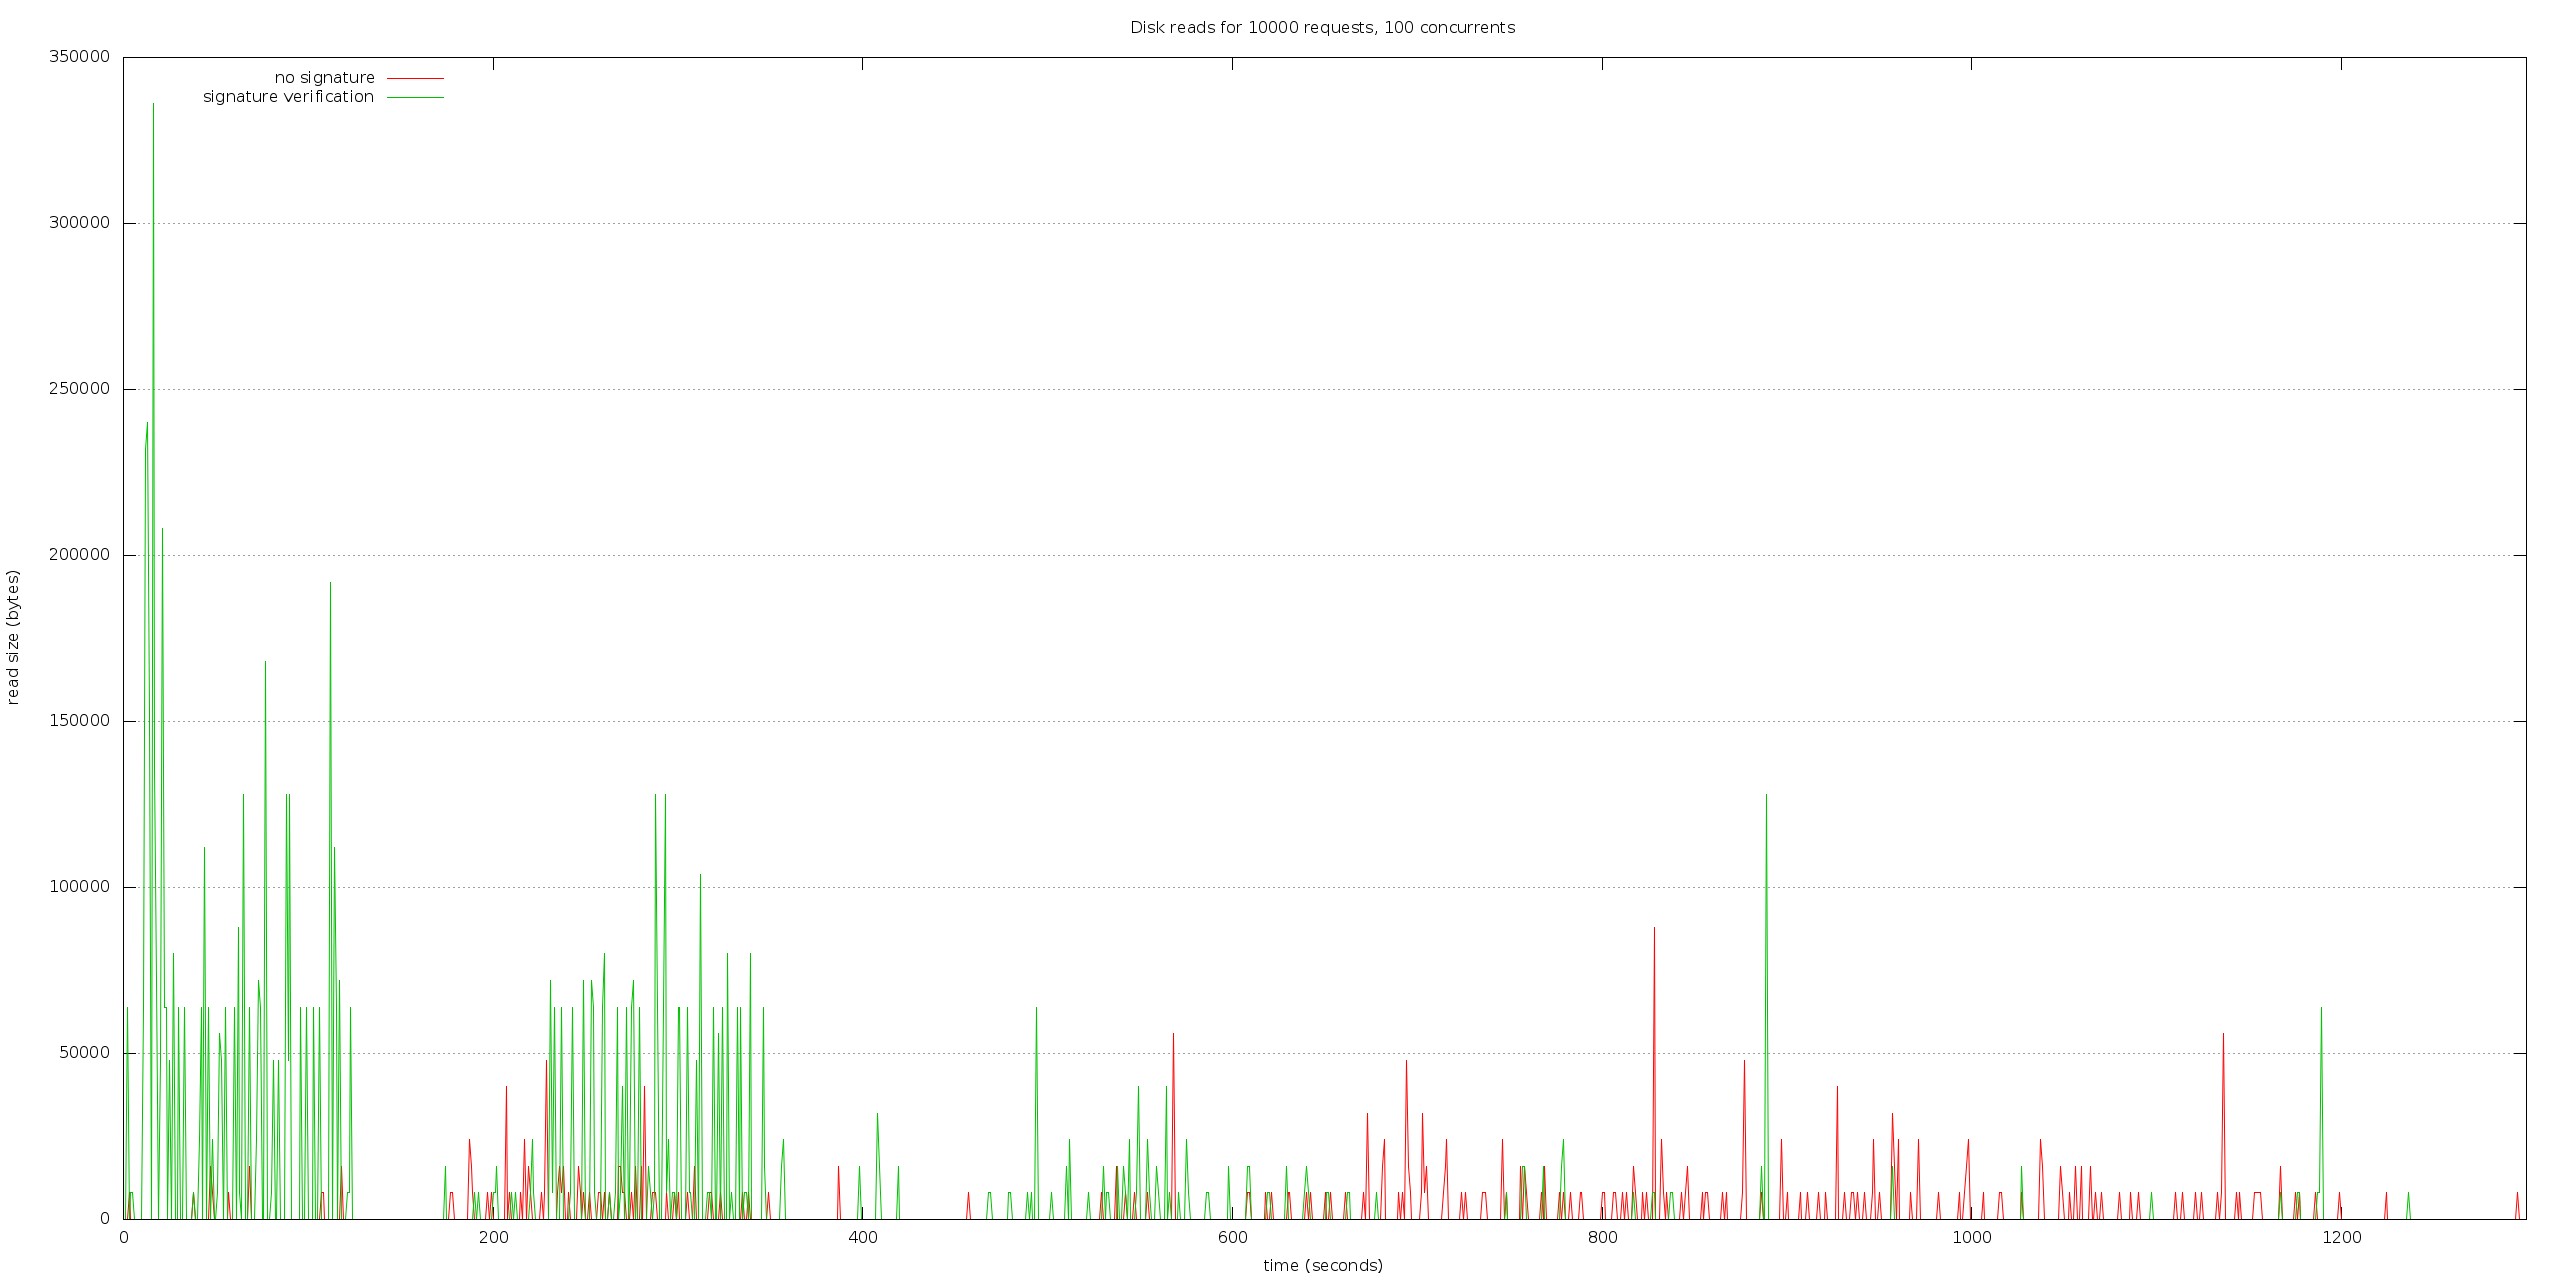 Disk reads for 10000 requests, 100 concurrents
no signature
signature verification
350000
300000
250000
200000
150000
100000
50000
0
read size (bytes)
0 200 400 600 800 1000 1200
time (seconds)